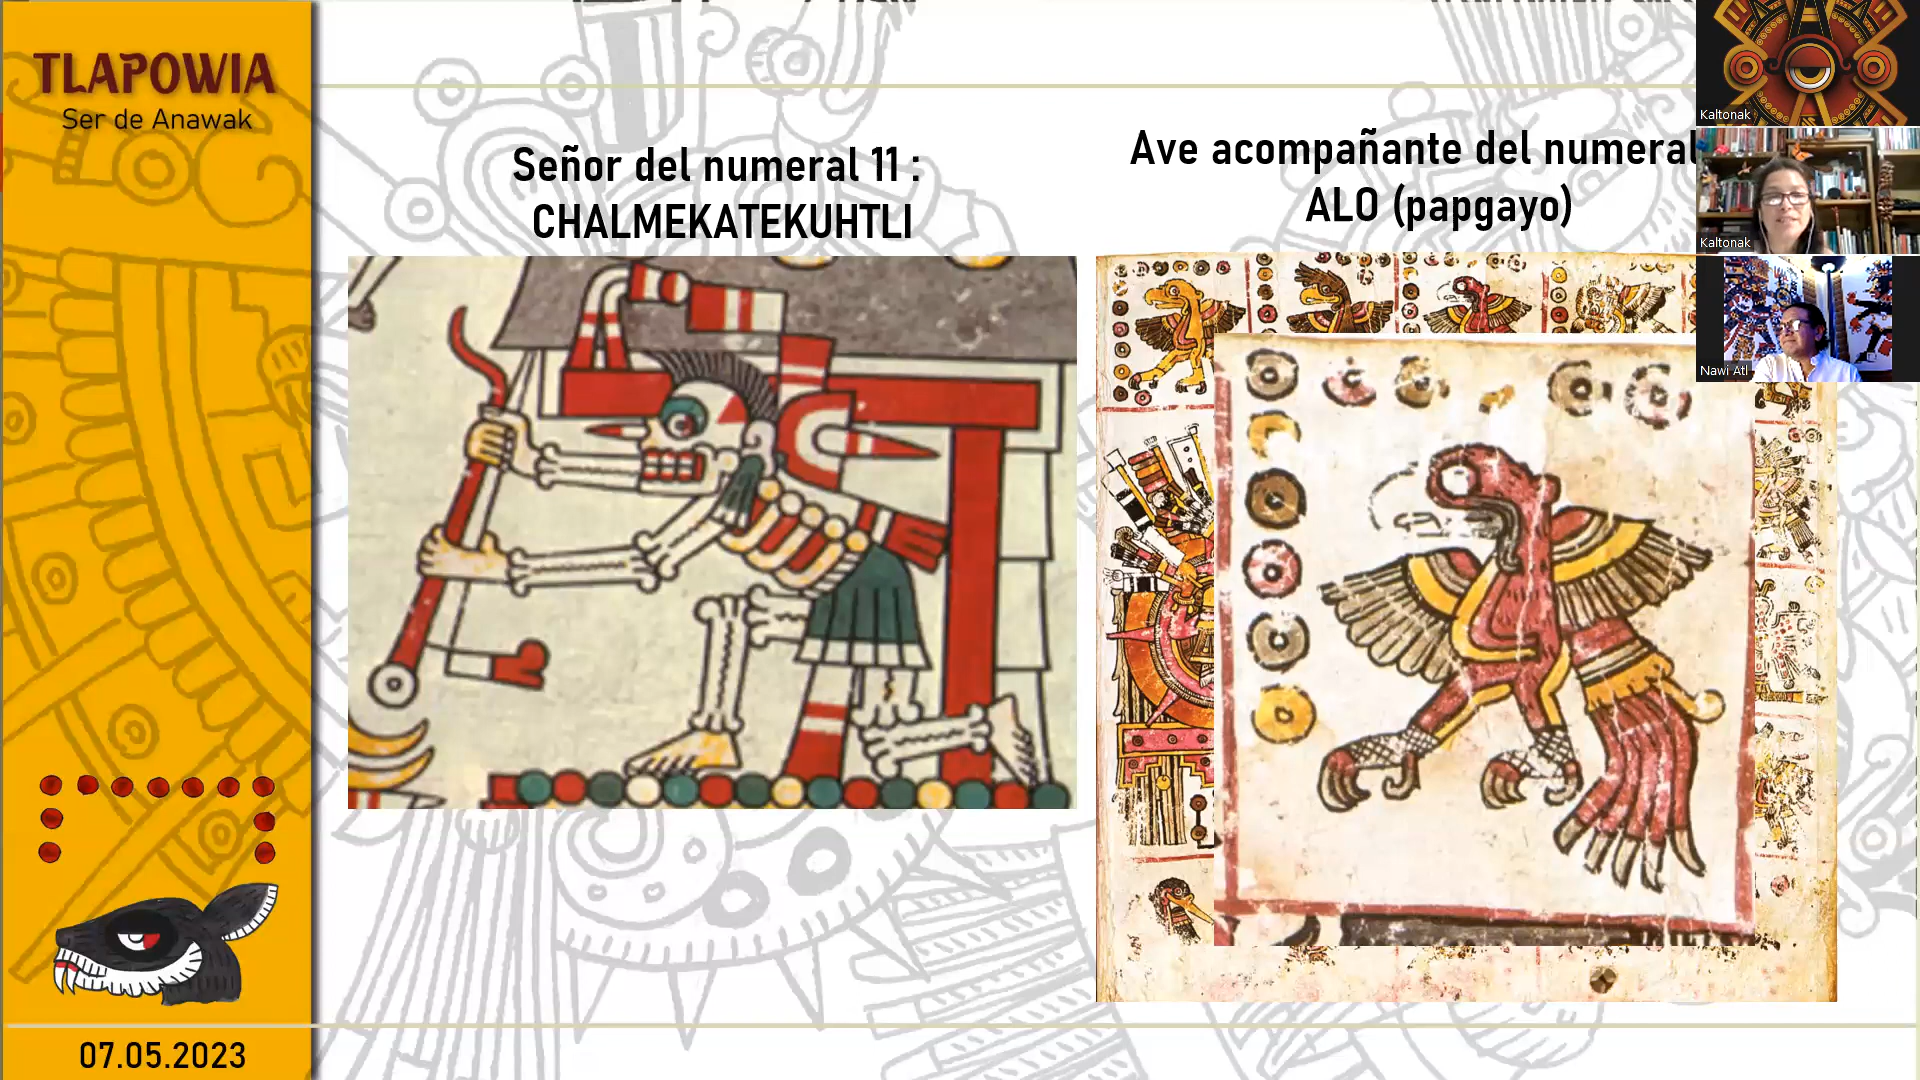 TLAPOWIA
Ser de Anawak
Señor del numeral 11 :
CHALMEKATEKUHTLI
Ave acompañante del numeral
ALO (papgayo)
Kaltonak
Kaltonak
Nawi Atl
07.05.2023